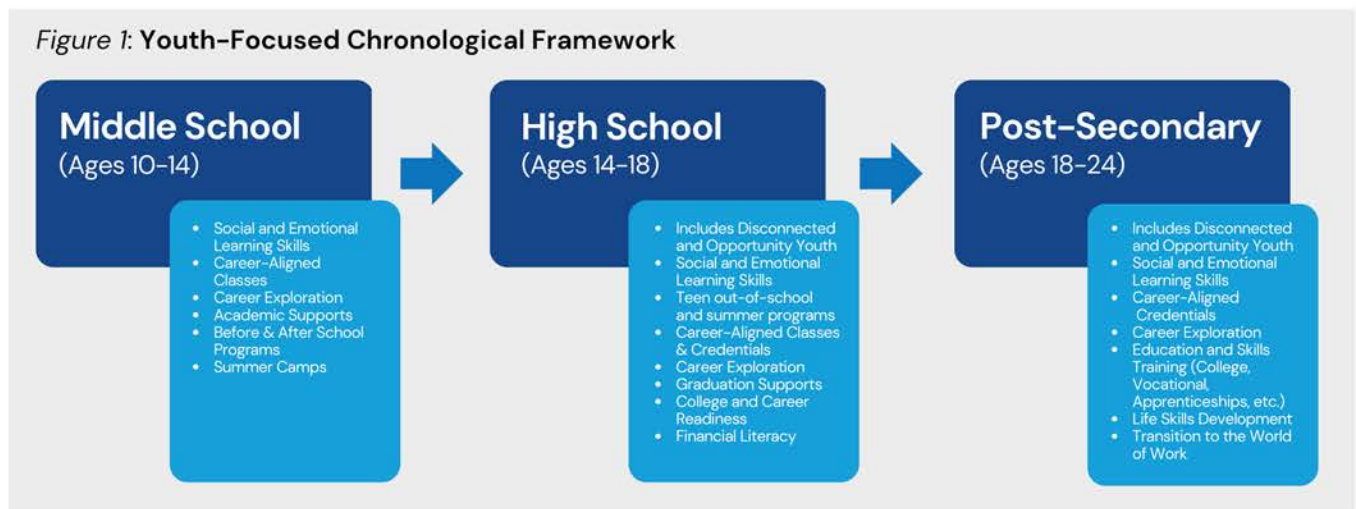 Figure 1: Youth-Focused Chronological Framework
Middle School
(Ages 10-14)
• Social and Emotional
Learning Skills
• Career-Aligned
Classes
• Career Exploration
• Academic Supports
• Before & After School
Programs
• Summer Camps
High School
(Ages 14-18)
• Includes Disconnected
and Opportunity Youth
• Social and Emotional
Learning Skills
• Teen out-of-school
and summer programs
• Career-Aligned Classes
& Credentials
• Career Exploration
• Graduation Supports
• College and Career
Readiness
• Financial Literacy
Post-Secondary
(Ages 18-24)
• Includes Disconnected
and Opportunity Youth
• Social and Emotional
Learning Skills
• Career-Aligned
Credentials
• Career Exploration
• Education and Skills
Training (College,
Vocational,
Apprenticeships, etc.)
• Life Skills Development
• Transition to the World
of Work